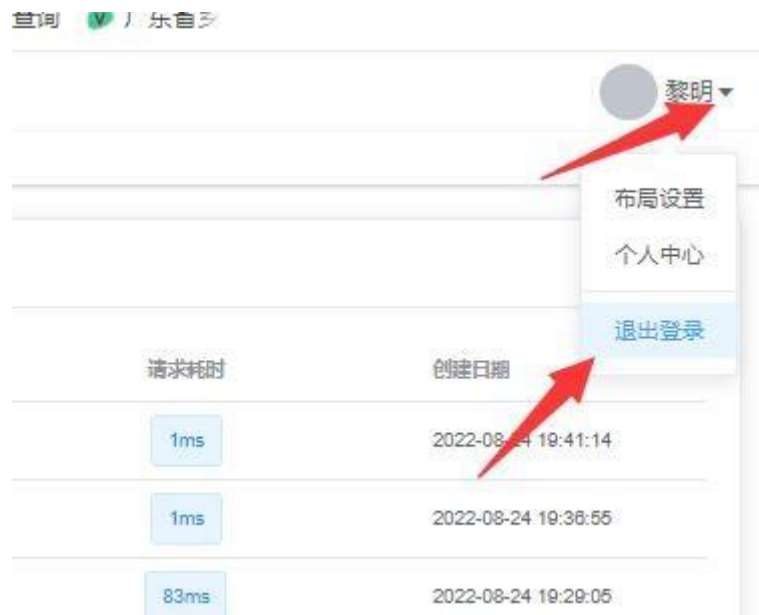 查询
黎明
布局设置
个人中心
退出登录
请求耗时 创建日期
1ms 2022-08-24 19:41:14
1ms 2022-08-24 19:36:55
83ms 2022-08-24 19:29:05